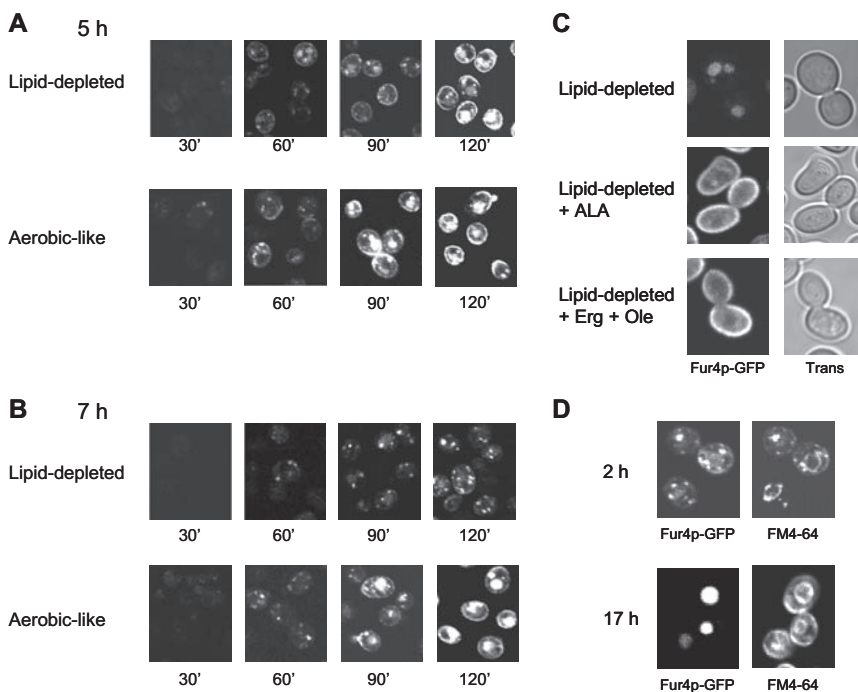 A
5 h
Lipid-depleted
30' 60' 90' 120'
Aerobic-like
30' 60' 90' 120'
B
7 h
Lipid-depleted
30' 60' 90' 120'
Aerobic-like
30' 60' 90' 120'
C
Lipid-depleted
Lipid-depleted
+ ALA
Lipid-depleted
+ Erg + Ole
Fur4p-GFP Trans
D
2 h
Fur4p-GFP FM4-64
17 h
Fur4p-GFP FM4-64